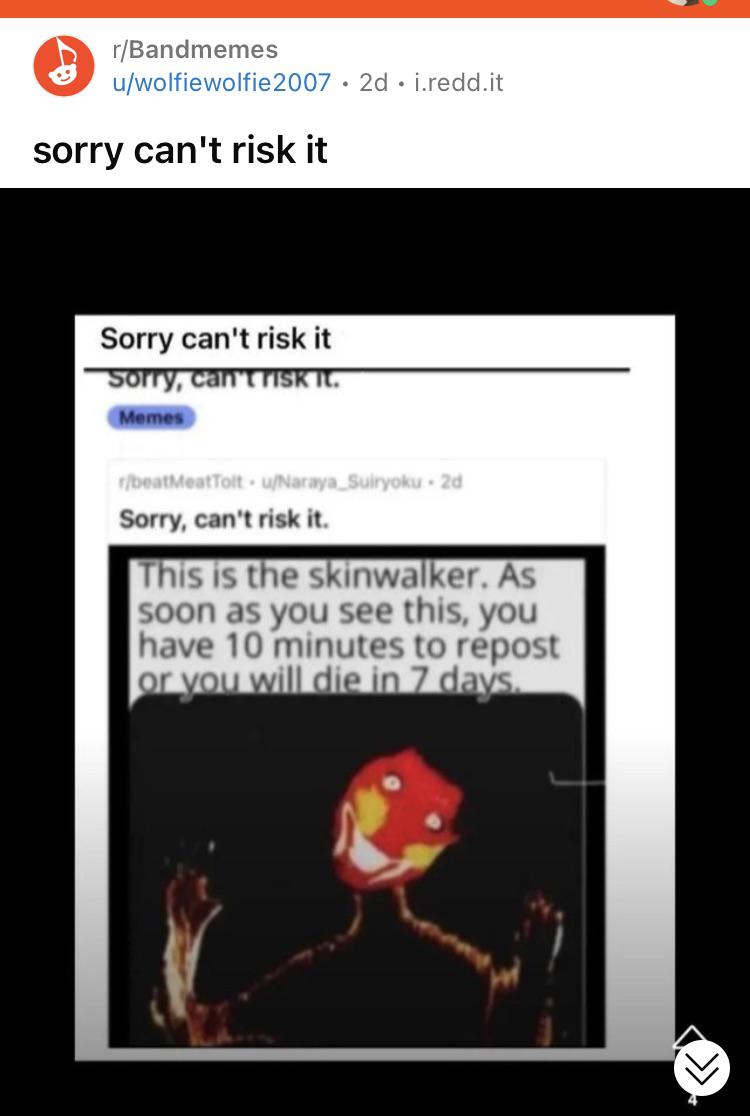 r/Bandmemes
u/wolfiewolfie2007 • 2d • i.redd.it
sorry can't risk it
Sorry can't risk it
Sorry, can't risk it.
Memes
r/beatMeatToIt • u/Naraya_Suiryoku • 2d
Sorry, can't risk it.
This is the skinwalker. As
soon as you see this, you
have 10 minutes to repost
or you will die in 7 days.
4